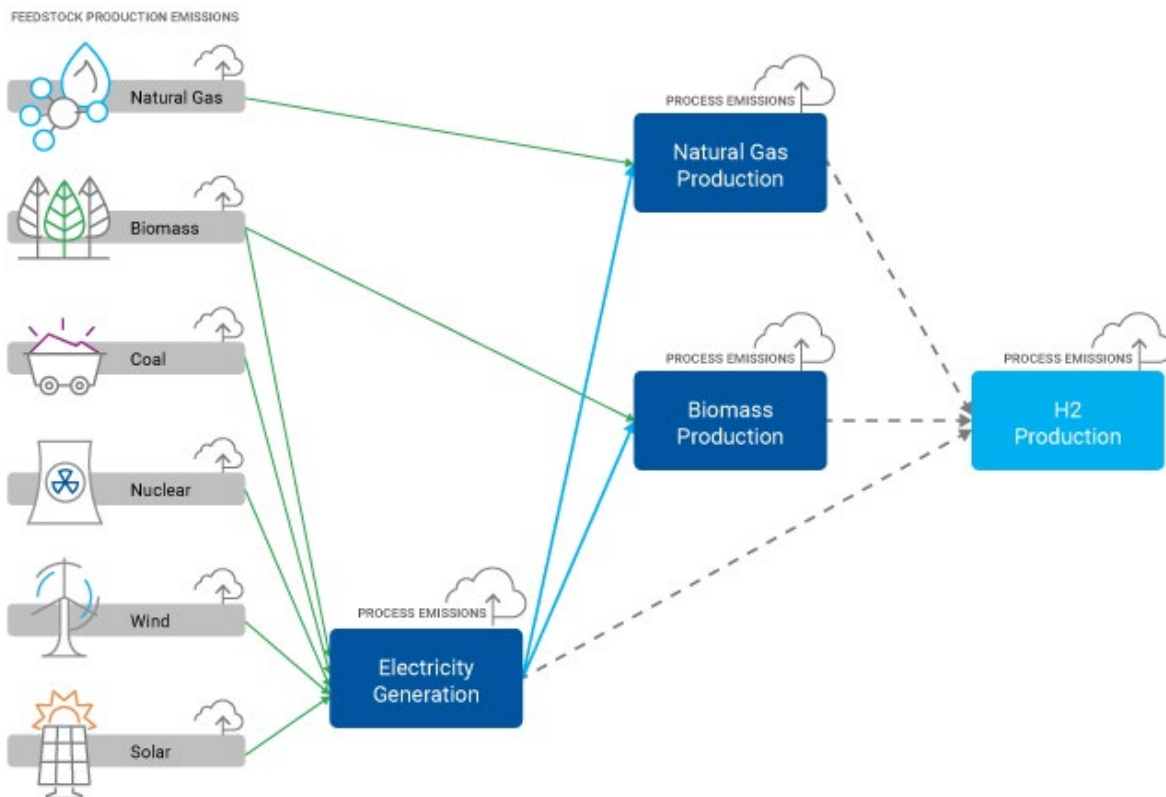 FEEDSTOCK PRODUCTION EMISSIONS
Natural Gas
Biomass
Coal
Nuclear
Wind
Solar
PROCESS EMISSIONS
Electricity
Generation
PROCESS EMISSIONS
Natural Gas
Production
PROCESS EMISSIONS
Biomass
Production
PROCESS EMISSIONS
H2
Production